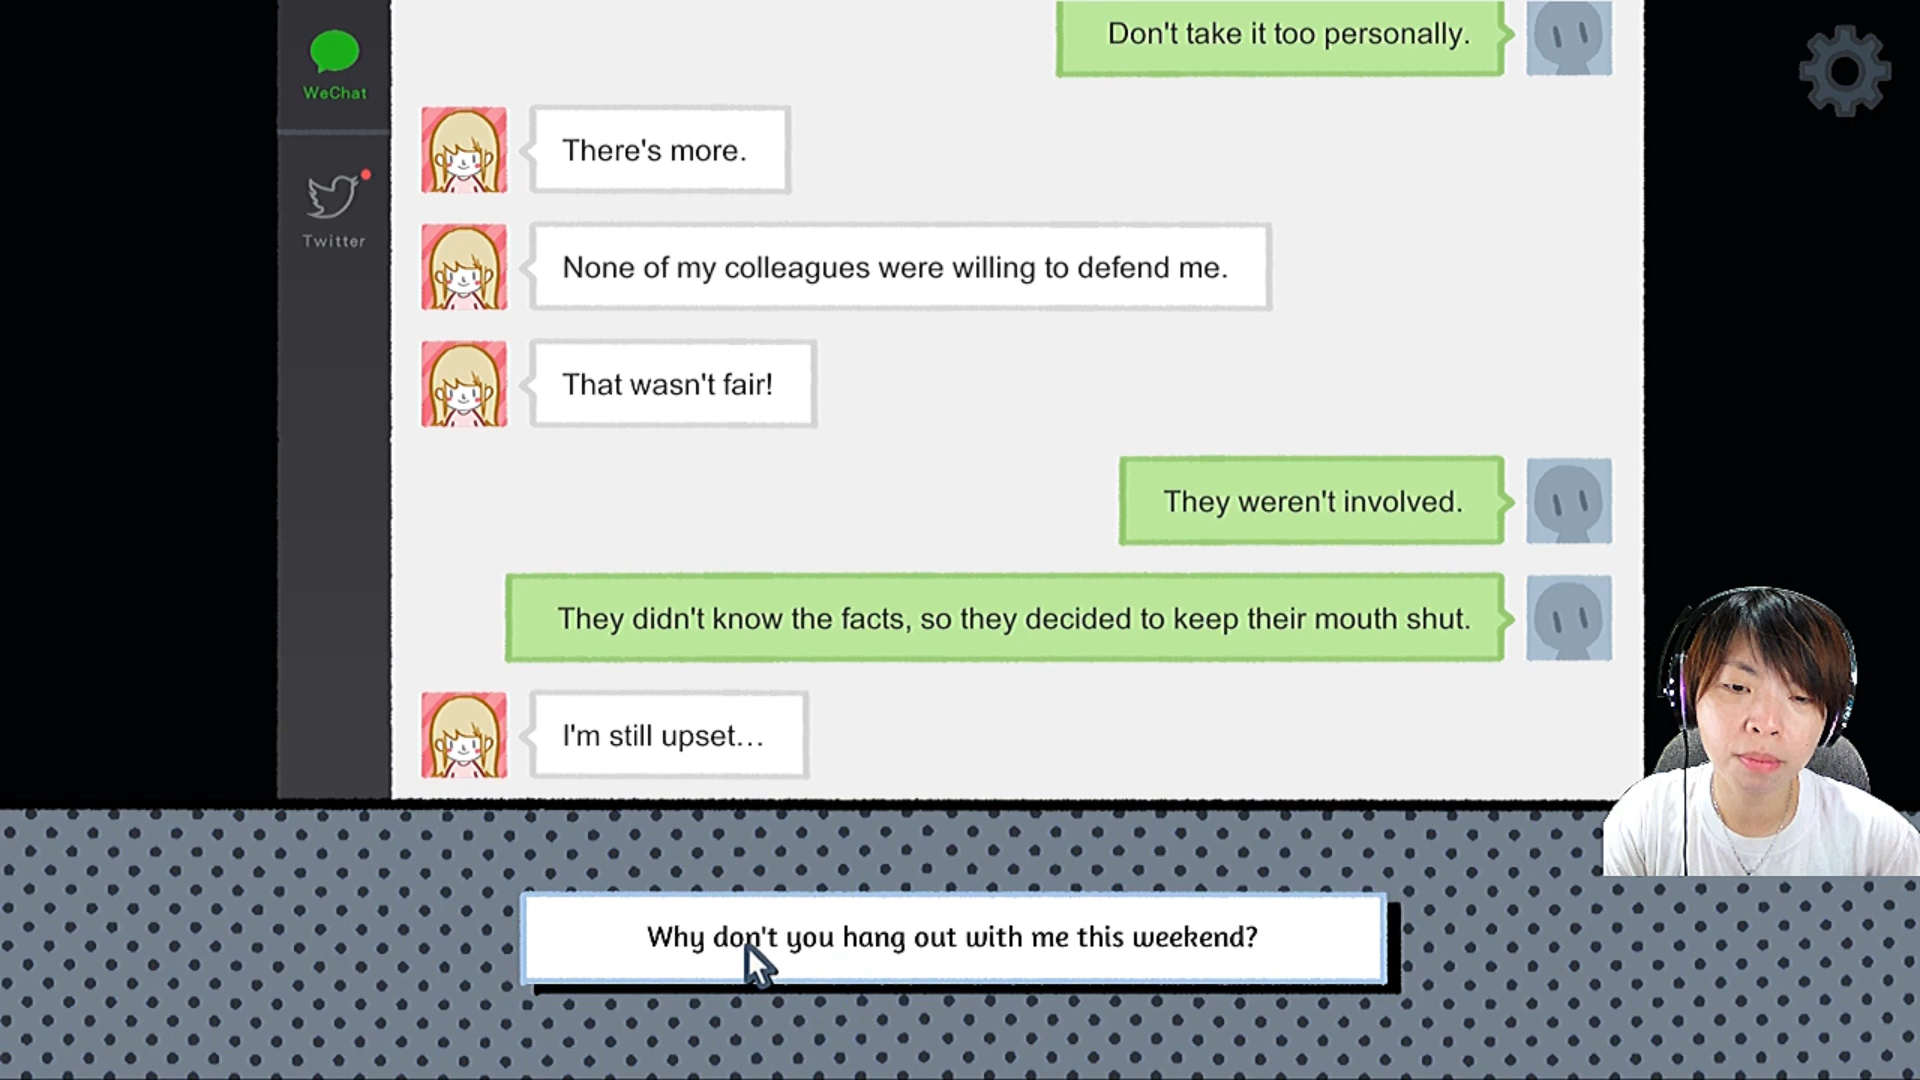 Don't take it too personally.
WeChat
There's more.
Twitter
None of my colleagues were willing to defend me.
That wasn't fair!
They weren't involved.
They didn't know the facts, so they decided to keep their mouth shut.
I'm still upset...
Why don't you hang out with me this weekend?